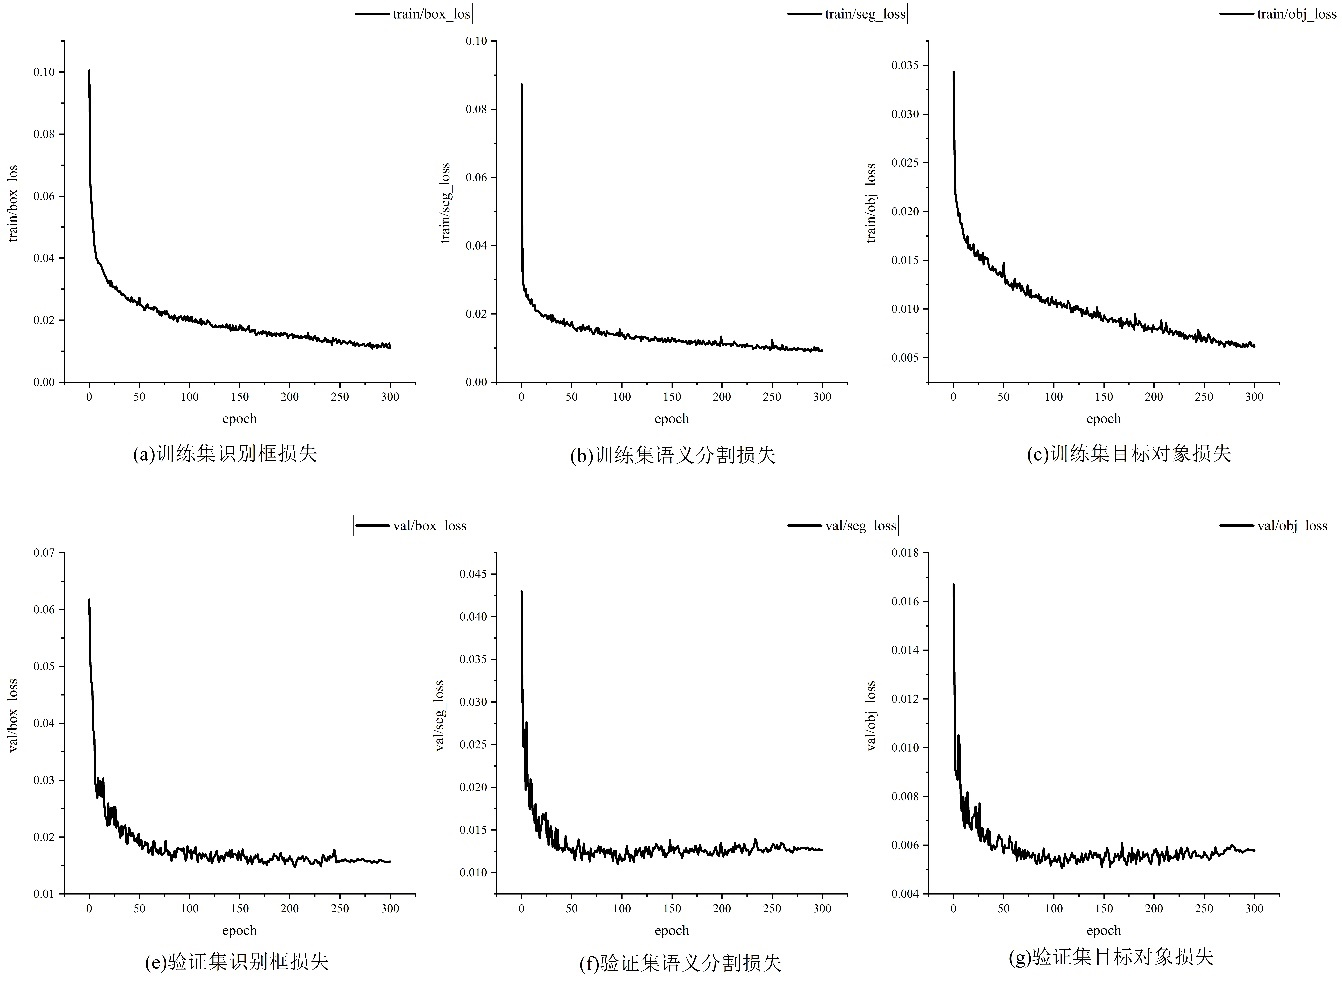 train/box_los
train/seg_loss
train/obj_loss
train/box_los
0.10
0.08
0.06
0.04
0.02
0.00
0 50 100 150 200 250 300
epoch
(a)训练集识别框损失
train/seg_loss
0.10
0.08
0.06
0.04
0.02
0.00
0 50 100 150 200 250 300
epoch
(b)训练集语义分割损失
train/obj_loss
0.035
0.030
0.025
0.020
0.015
0.010
0.005
0 50 100 150 200 250 300
epoch
(c)训练集目标对象损失
val/box_loss
val/seg_loss
val/obj_loss
val/box_loss
0.07
0.06
0.05
0.04
0.03
0.02
0.01
0 50 100 150 200 250 300
epoch
(e)验证集识别框损失
val/seg_loss
0.045
0.040
0.035
0.030
0.025
0.020
0.015
0.010
0 50 100 150 200 250 300
epoch
(f)验证集语义分割损失
val/obj_loss
0.018
0.016
0.014
0.012
0.010
0.008
0.006
0.004
0 50 100 150 200 250 300
epoch
(g)验证集目标对象损失